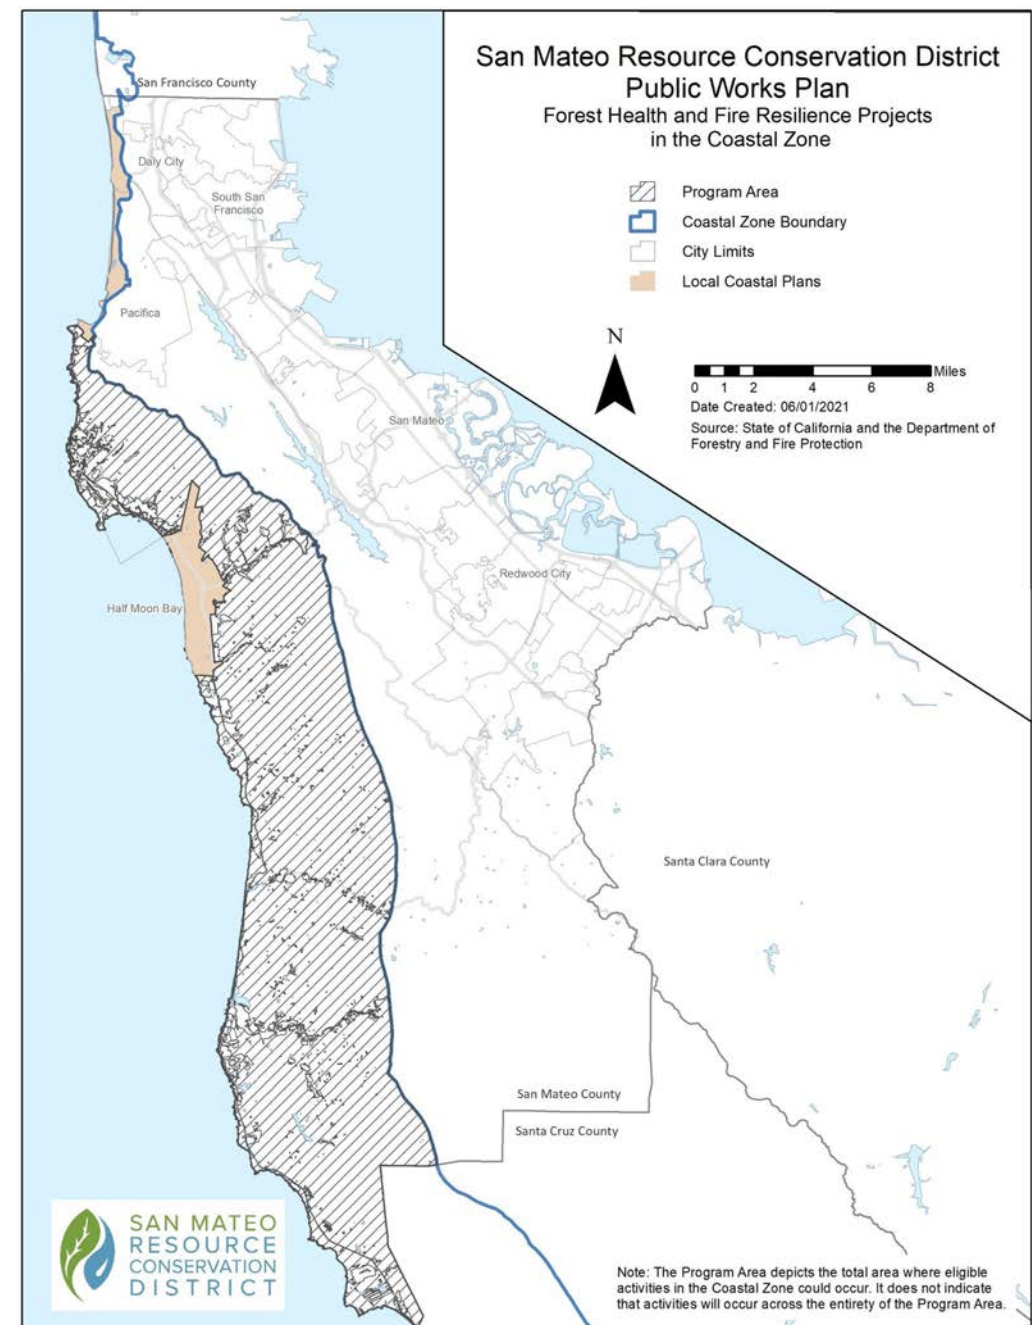 San Mateo Resource Conservation District
Public Works Plan
Forest Health and Fire Resilience Projects
in the Coastal Zone
Program Area
Coastal Zone Boundary
City Limits
Local Coastal Plans
N
Miles
0 1 2 4 6 8
Date Created: 06/01/2021
Source: State of California and the Department of
Forestry and Fire Protection
San Francisco County
Daly City
South San
Francisco
Pacifica
San Mateo
Redwood City
Half Moon Bay
Santa Clara County
San Mateo County
Santa Cruz County
SAN MATEO
RESOURCE
CONSERVATION
DISTRICT
Note: The Program Area depicts the total area where eligible
activities in the Coastal Zone could occur. It does not indicate
that activities will occur across the entirety of the Program Area.